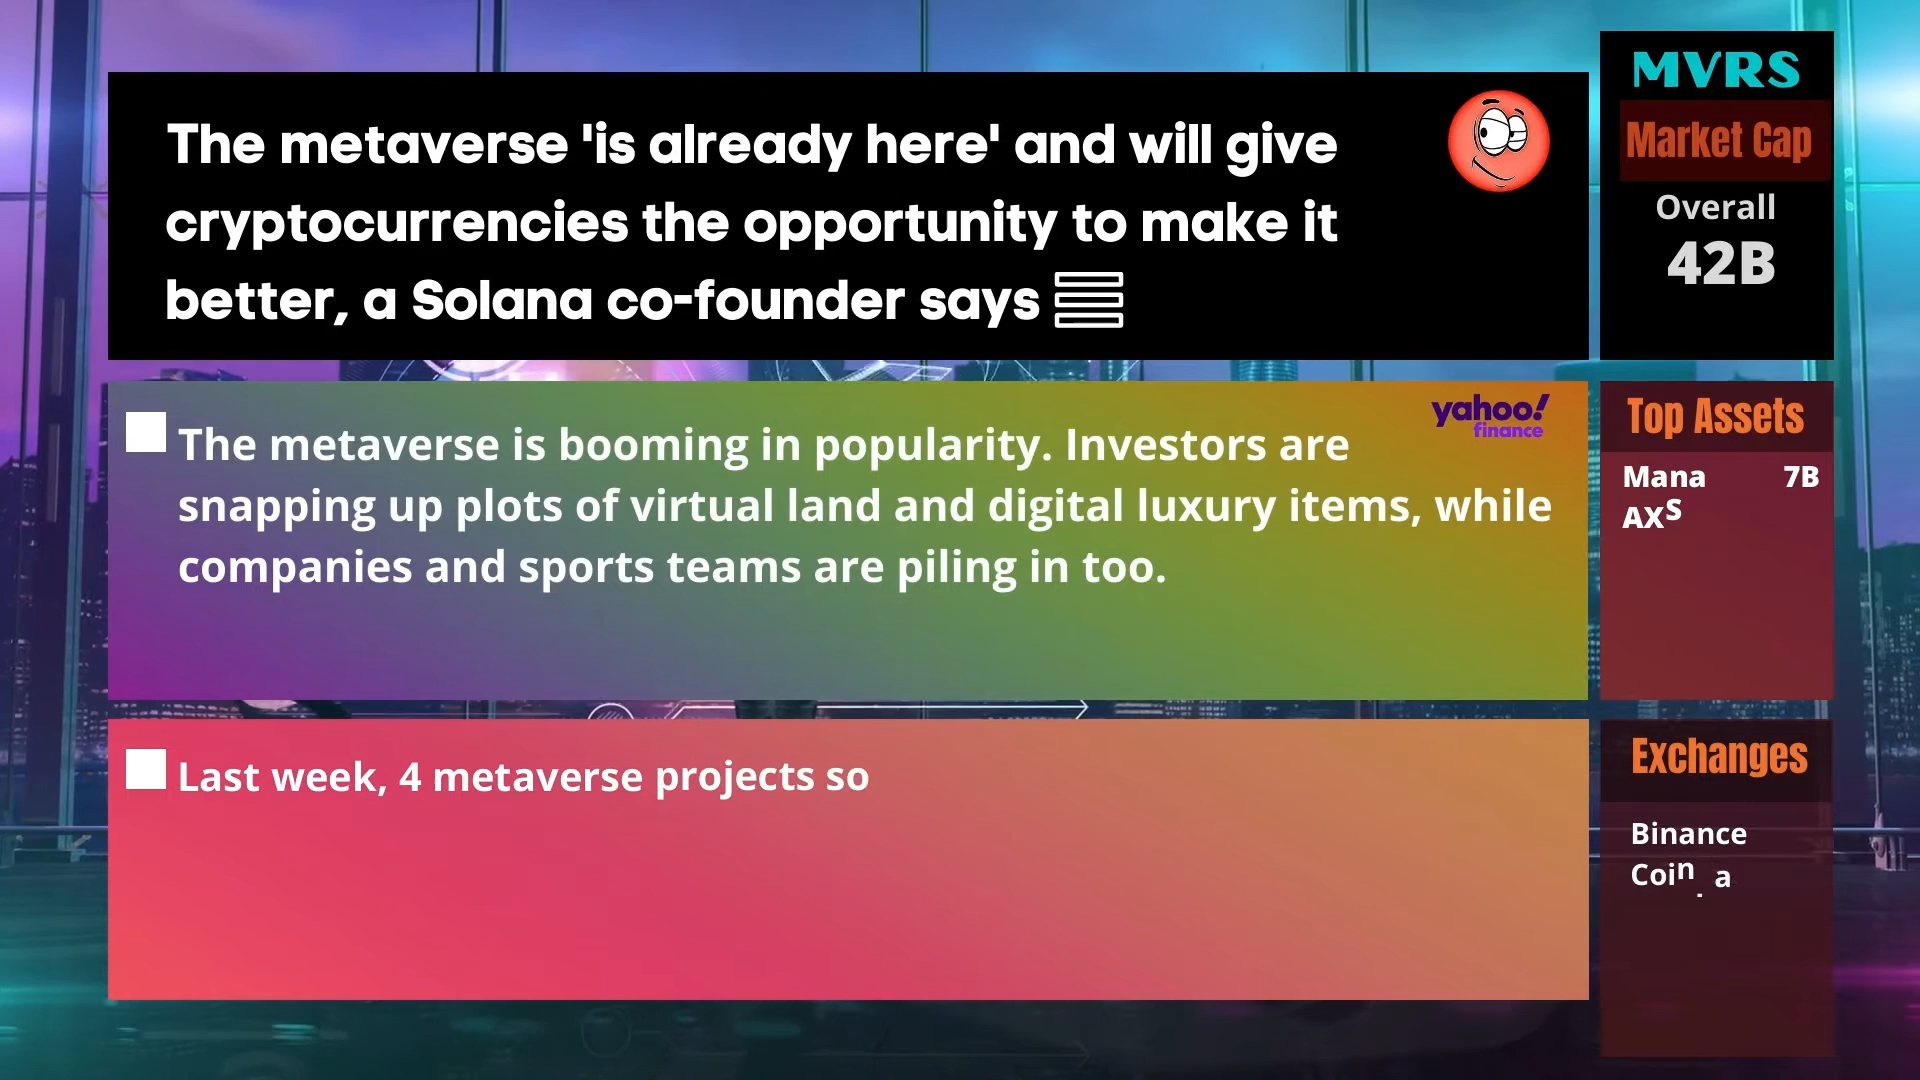 The metaverse 'is already here' and will give
cryptocurrencies the opportunity to make it
better, a Solana co-founder says
MVRS
Market Cap
Overall
42B
yahoo!
finance
The metaverse is booming in popularity. Investors are
snapping up plots of virtual land and digital luxury items, while
companies and sports teams are piling in too.
Top Assets
Mana 7B
AXS
Last week, 4 metaverse projects so
Exchanges
Binance
Coin a